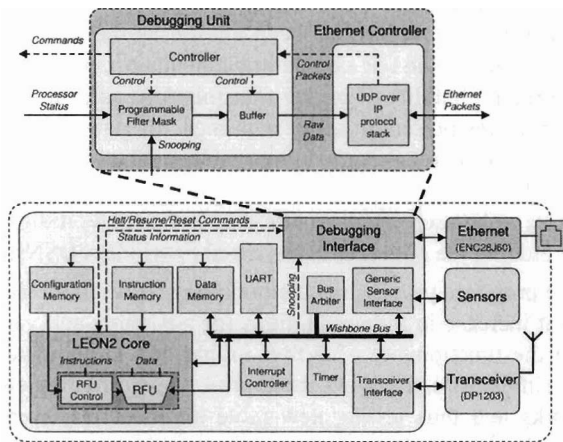 Debugging Unit
Ethernet Controller
Commands
Controller
Control
Control
Control
Packets
Processor
Status
Programmable
Filter Mask
Buffer
Raw
Data
UDP over
IP
protocol
stack
Ethernet
Packets
Snooping
Halt/Resume/Reset Commands
Status Information
Debugging
Interface
Ethernet
(ENC28J60)
Configuration
Memory
Instruction
Memory
Data
Memory
UART
Snooping
Bus
Arbiter
Generic
Sensor
Interface
Sensors
Wishbone Bus
LEON2 Core
Instructions
Data
RFU
Control
RFU
Interrupt
Controller
Timer
Transceiver
Interface
Transceiver
(DP1203)